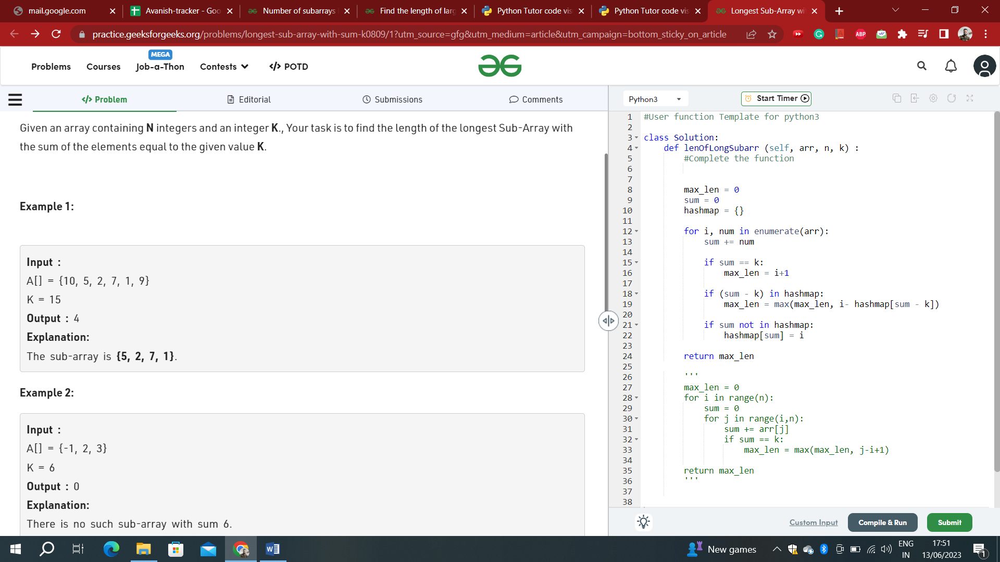 mail.google.com
Avanish-tracker - Goo
Number of subarrays
Find the length of larg
Python Tutor code vis
Python Tutor code vis
Longest Sub-Array wi
practice.geeksforgeeks.org/problems/longest-sub-array-with-sum-k0809/1?utm_source=gfg&utm_medium=article&utm_campaign=bottom_sticky_on_article
ABP
MEGA
Problems Courses Job-a-Thon Contests </> POTD
</> Problem Editorial Submissions Comments
Given an array containing N integers and an integer K., Your task is to find the length of the longest Sub-Array with
the sum of the elements equal to the given value K.
Example 1:
Input :
A[] = {10, 5, 2, 7, 1, 9}
K = 15
Output : 4
Explanation:
The sub-array is {5, 2, 7, 1}.
Example 2:
Input :
A[] = {-1, 2, 3}
K = 6
Output : 0
Explanation:
There is no such sub-array with sum 6.
Python3 Start Timer
1 #User function Template for python3
2
3 class Solution:
4 def lenOfLongSubarr (self, arr, n, k) :
5 #Complete the function
6
7
8 max_len = 0
9 sum = 0
10 hashmap = {}
11
12 for i, num in enumerate(arr):
13 sum += num
14
15 if sum == k:
16 max_len = i+1
17
18 if (sum - k) in hashmap:
19 max_len = max(max_len, i- hashmap[sum - k])
20
21 if sum not in hashmap:
22 hashmap[sum] = i
23
24 return max_len
25
26 '''
27 max_len = 0
28 for i in range(n):
29 sum = 0
30 for j in range(i,n):
31 sum += arr[j]
32 if sum == k:
33 max_len = max(max_len, j-i+1)
34
35 return max_len
36 '''
37
38
Custom Input Compile & Run Submit
New games
ENG
IN
17:51
13/06/2023
1